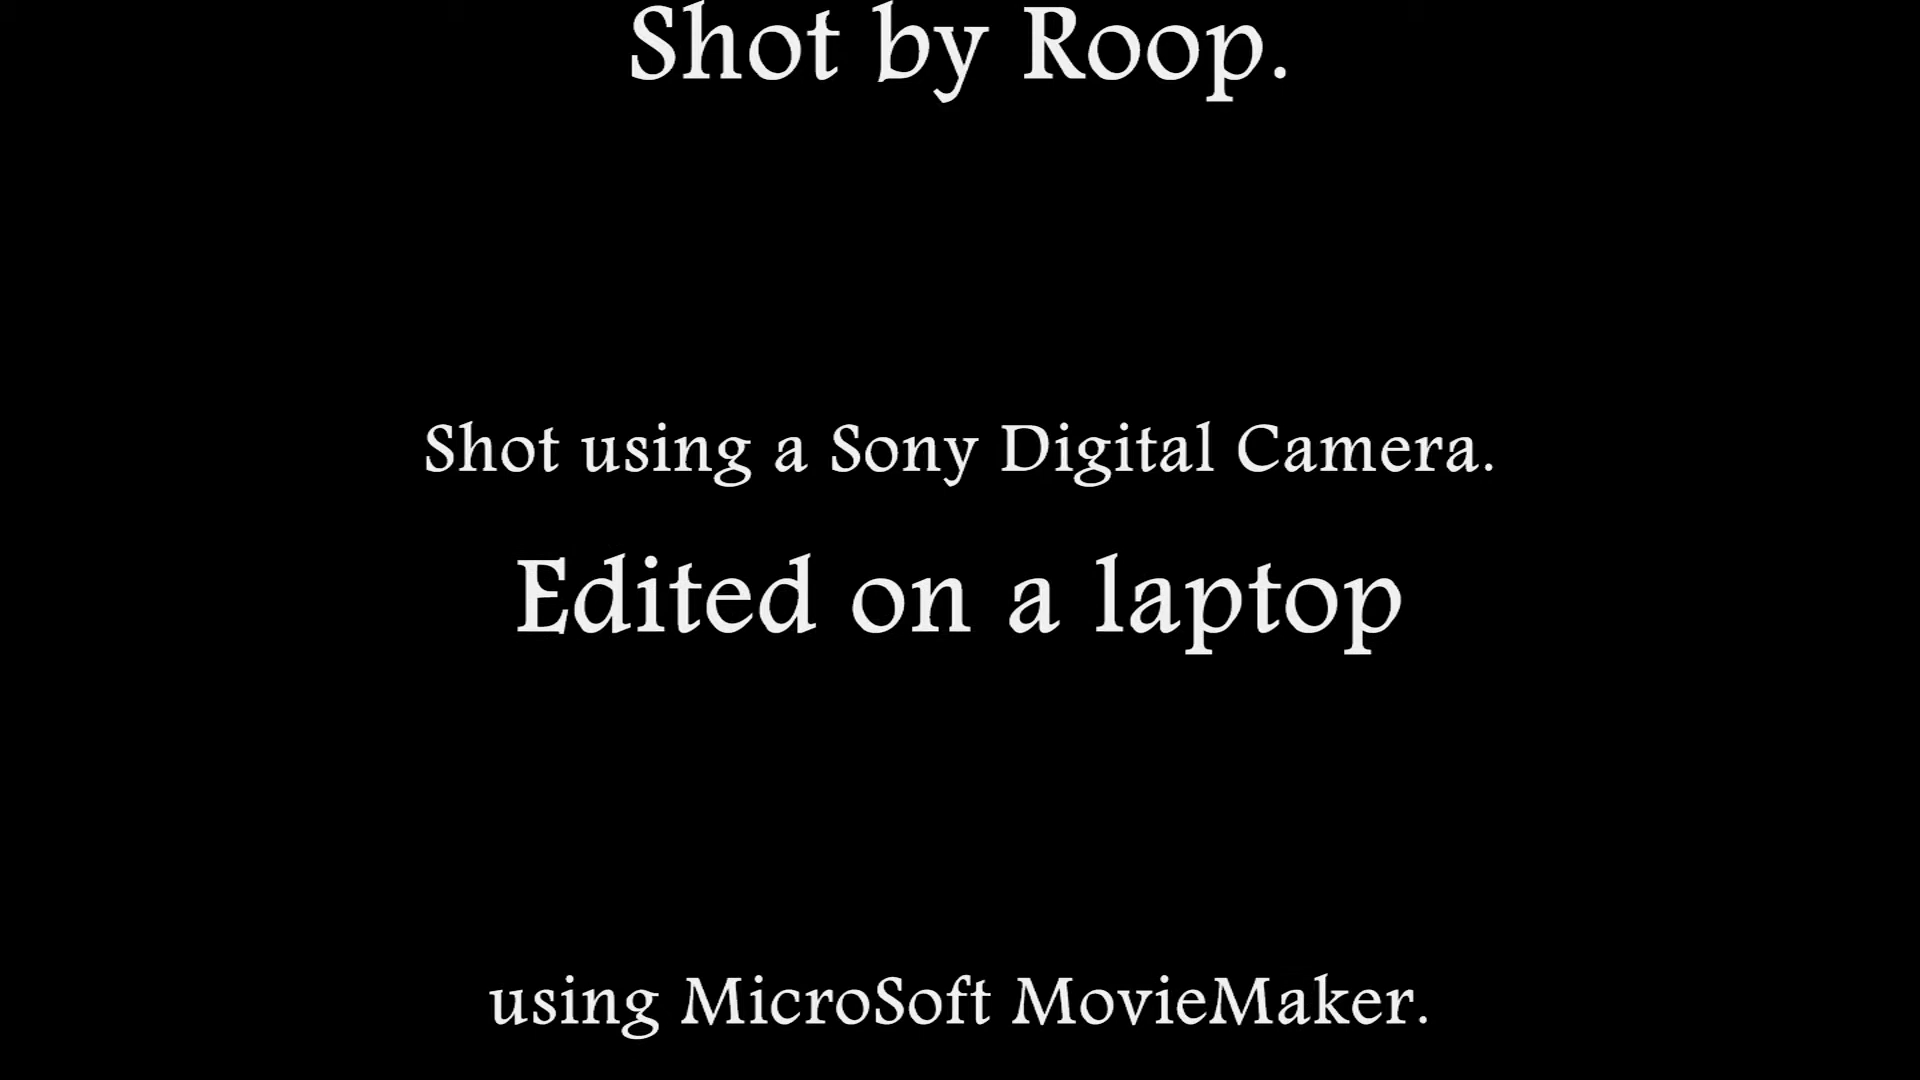 Shot by Roop.
Shot using a Sony Digital Camera.
Edited on a laptop
using MicroSoft MovieMaker.